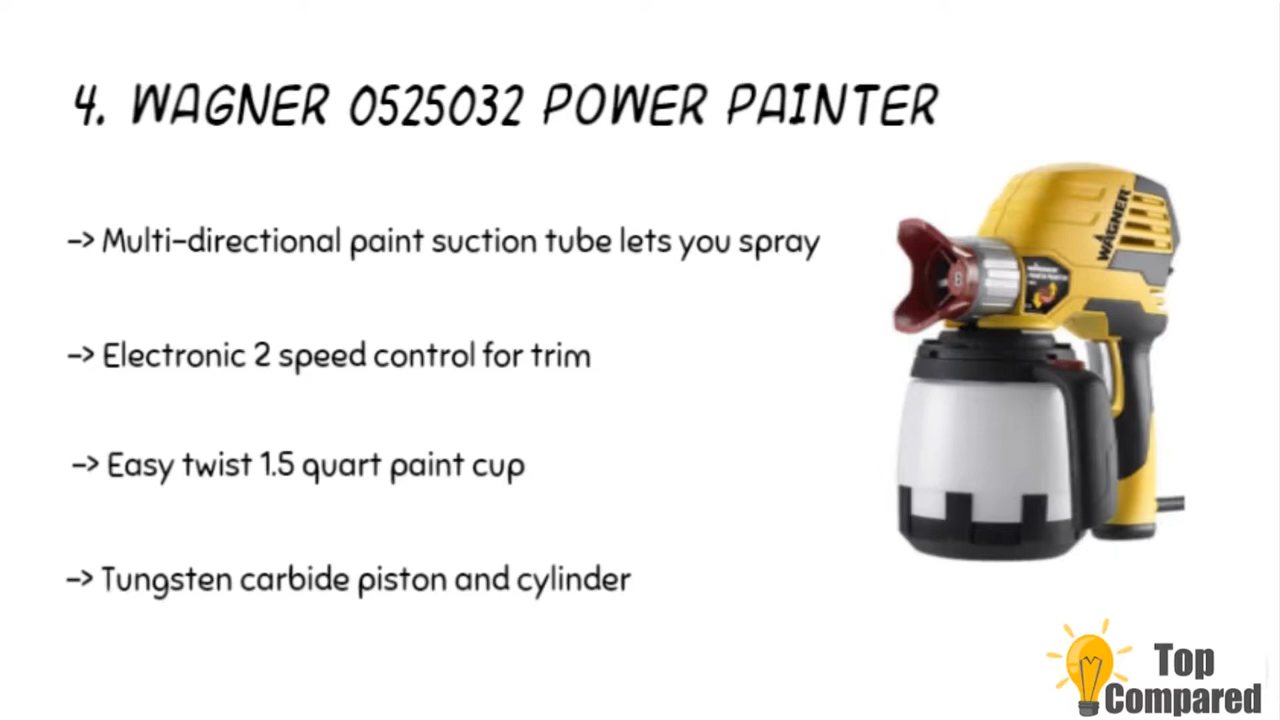 4. WAGNER 0525032 POWER PAINTER
-> Multi-directional paint suction tube lets you spray
-> Electronic 2 speed control for trim
-> Easy twist 1.5 quart paint cup
-> Tungsten carbide piston and cylinder
WAGNER
Top
Compared